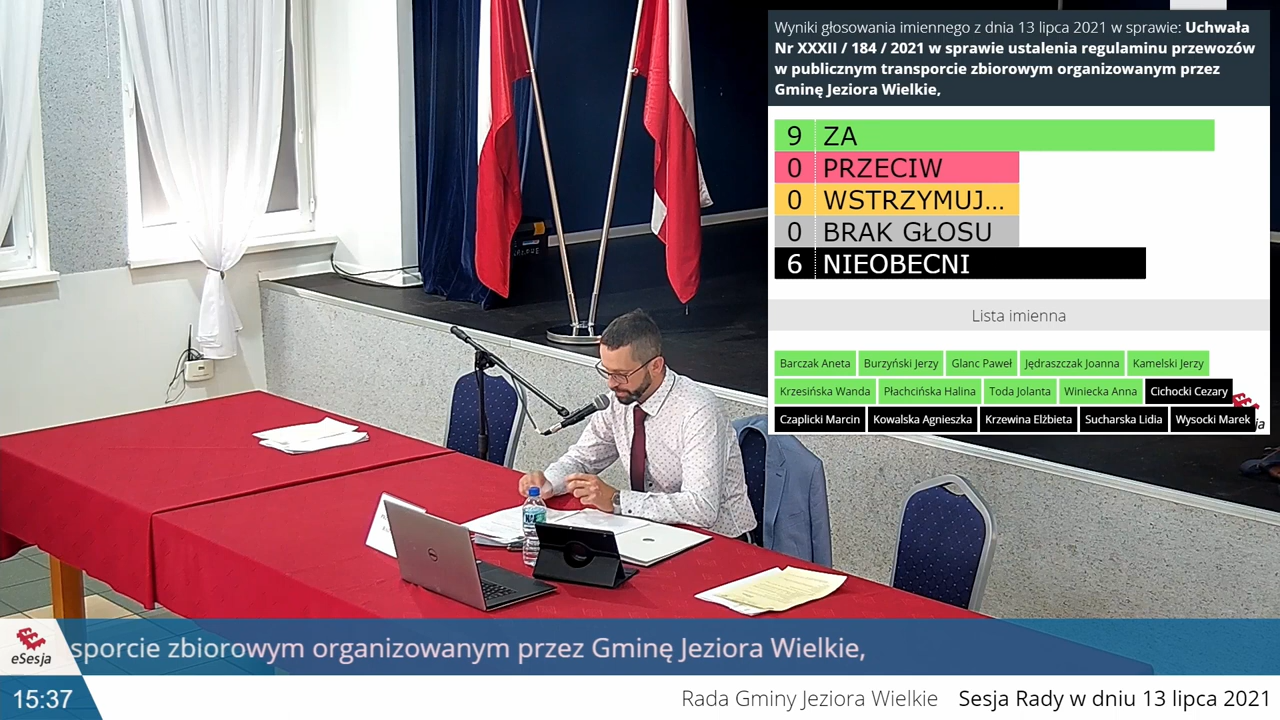 Wyniki głosowania imiennego z dnia 13 lipca 2021 w sprawie: Uchwała
Nr XXXII / 184 / 2021 w sprawie ustalenia regulaminu przewozów
w publicznym transporcie zbiorowym organizowanym przez
Gminę Jeziora Wielkie,
9 ZA
0 PRZECIW
0 WSTRZYMUJ...
0 BRAK GŁOSU
6 NIEOBECNI
Lista imienna
Barczak Aneta Burzyński Jerzy Glanc Paweł Jędraszczak Joanna Kamelski Jerzy
Krzesińska Wanda Płachcińska Halina Toda Jolanta Winiecka Anna Cichocki Cezary
Czaplicki Marcin Kowalska Agnieszka Krzewina Elżbieta Sucharska Lidia Wysocki Marek
sporcie zbiorowym organizowanym przez Gminę Jeziora Wielkie,
eSesja
15:37
Rada Gminy Jeziora Wielkie Sesja Rady w dniu 13 lipca 2021